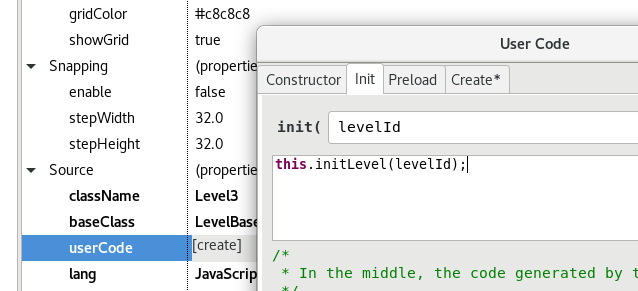 gridColor #c8c8c8
showGrid true
Snapping (propertie
enable false
stepWidth 32.0
stepHeight 32.0
Source (propertie
className Level3
baseClass LevelBase
userCode [create]
lang JavaScrip
User Code
Constructor Init Preload Create*
init( levelId
this.initLevel(levelId);
/*
* In the middle, the code generated by t
*/